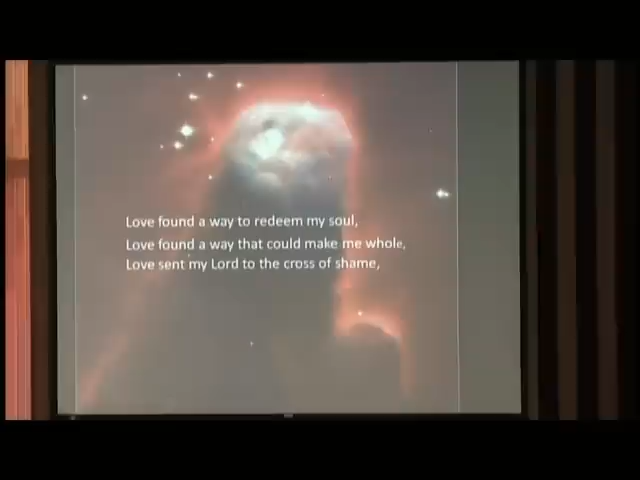 Love found a way to redeem my soul,
Love found a way that could make me whole,
Love sent my Lord to the cross of shame,